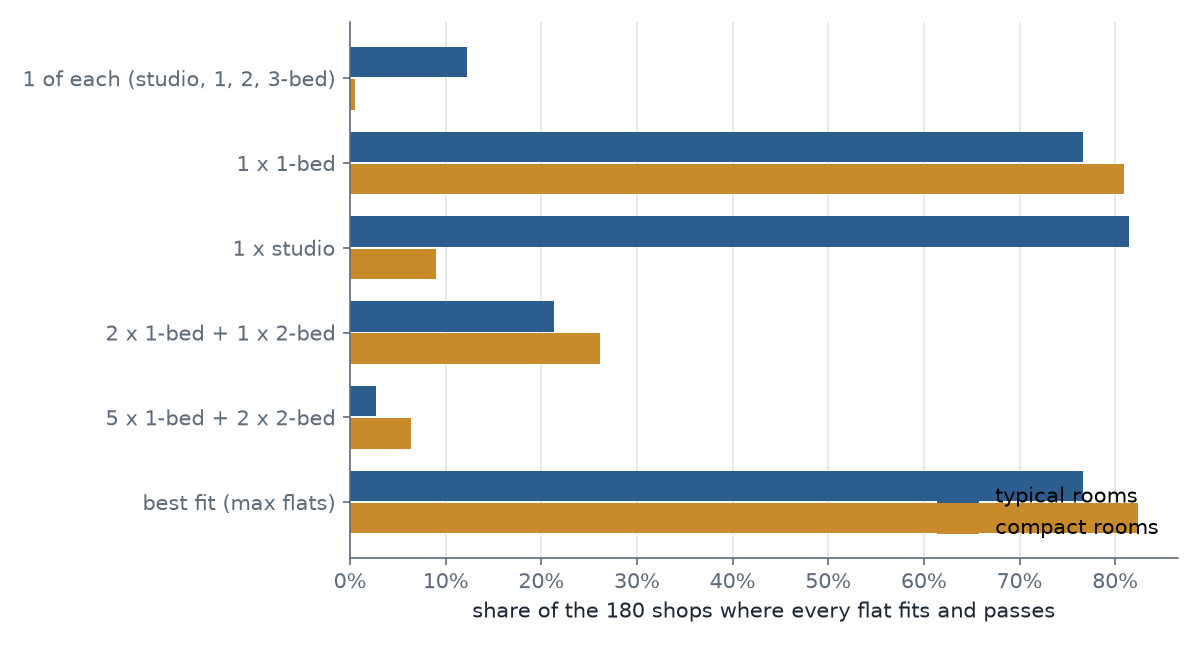 1 of each (studio, 1, 2, 3-bed)
1 x 1-bed
1 x studio
2 x 1-bed + 1 x 2-bed
5 x 1-bed + 2 x 2-bed
best fit (max flats)
typical rooms
compact rooms
0% 10% 20% 30% 40% 50% 60% 70% 80%
share of the 180 shops where every flat fits and passes